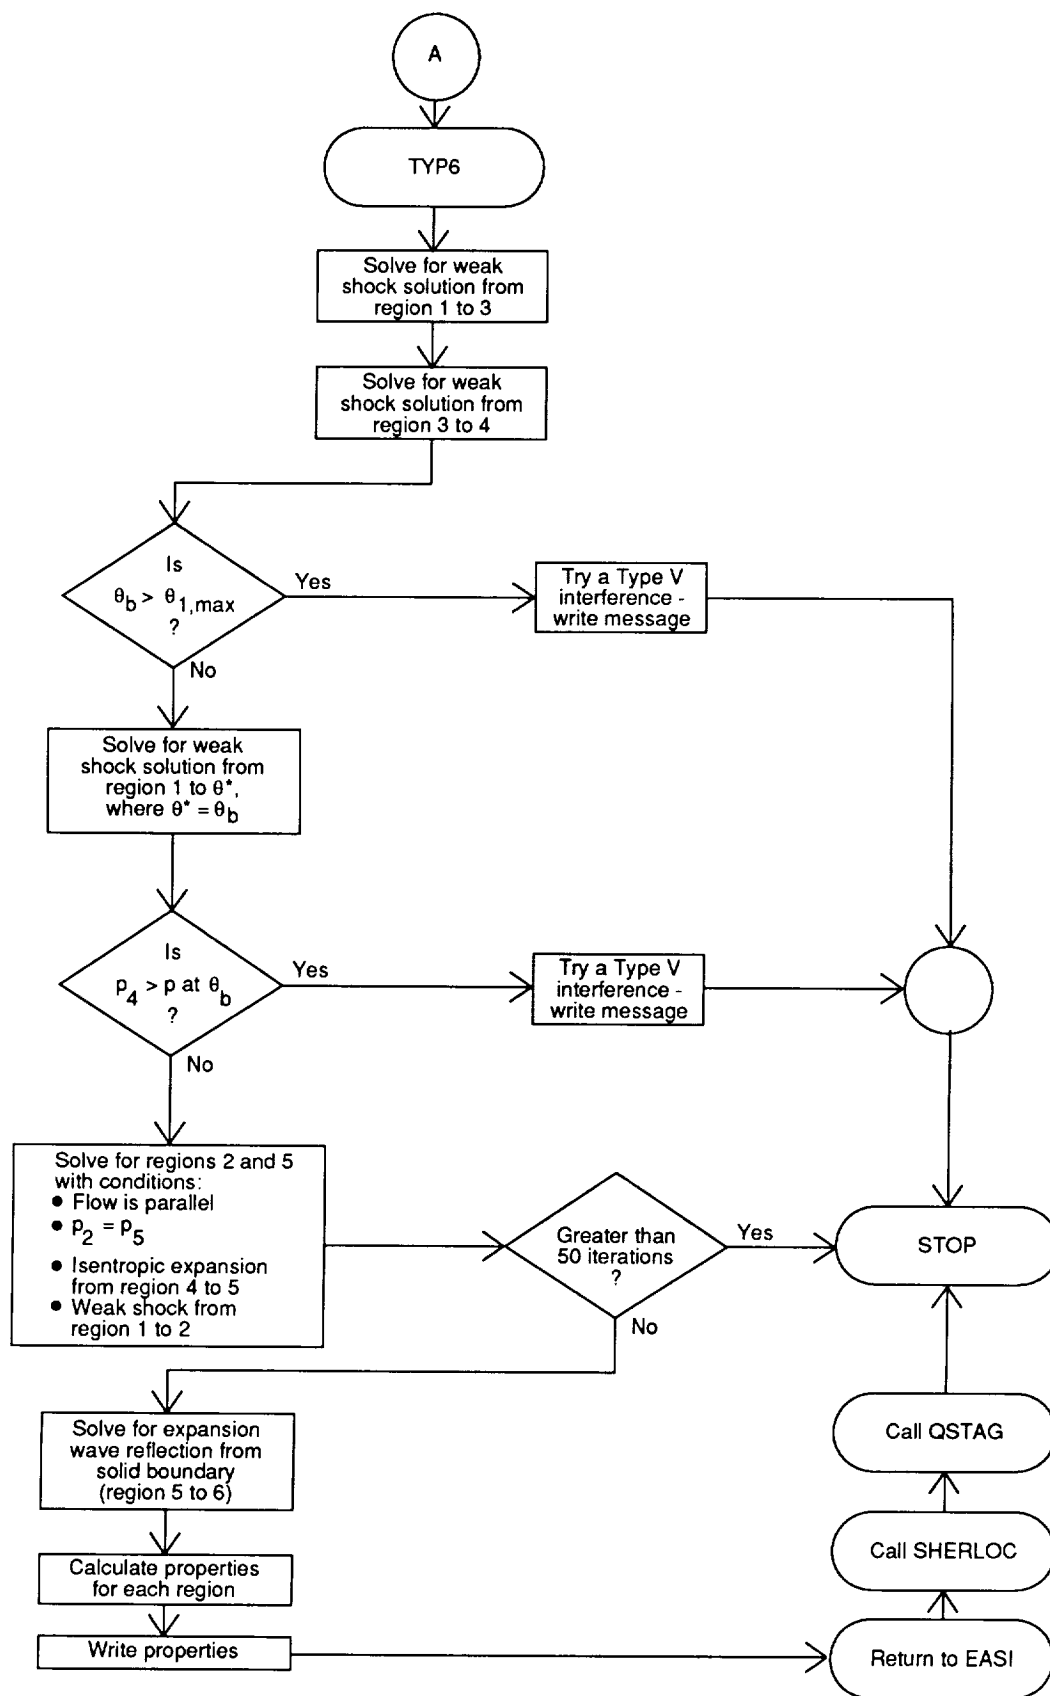 A
TYP6
Solve for weak
shock solution from
region 1 to 3
Solve for weak
shock solution from
region 3 to 4
Is
θb > θ1,max
?
Yes
Try a Type V
interference -
write message
No
Solve for weak
shock solution from
region 1 to θ*,
where θ* = θb
Is
p4 > p at θb
?
Yes
Try a Type V
interference -
write message
No
Solve for regions 2 and 5
with conditions:
● Flow is parallel
● p2 = p5
● Isentropic expansion
from region 4 to 5
● Weak shock from
region 1 to 2
Greater than
50 iterations
?
Yes
STOP
No
Solve for expansion
wave reflection from
solid boundary
(region 5 to 6)
Calculate properties
for each region
Write properties
Call QSTAG
Call SHERLOC
Return to EASI